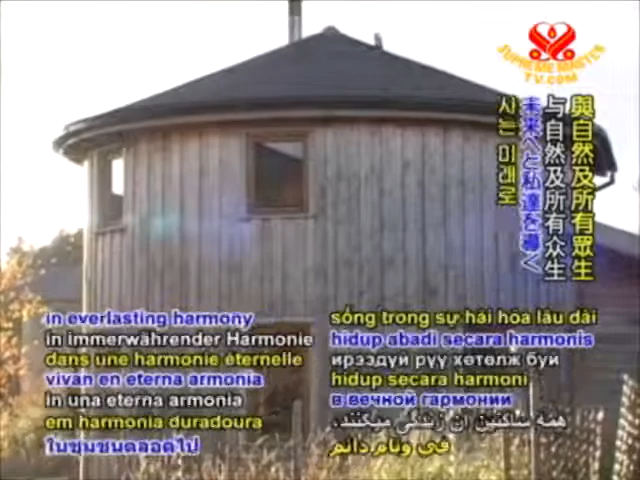 SUPREME MASTER
TV.COM
與自然及所有眾生
与自然及所有众生
未来へと私達を導く
사는 미래로
in everlasting harmony
in immerwährender Harmonie
dans une harmonie éternelle
vivan en eterna armonia
in una eterna armonia
em harmonia duradoura
ในชุมชนตลอดไป
sống trong sự hài hòa lâu dài
hidup abadi secara harmonis
ирээдүй рүү хөтөлж буй
hidup secara harmoni
в вечной гармонии
همه ساکنین آن زندگی میکنند،
في وئام دائم